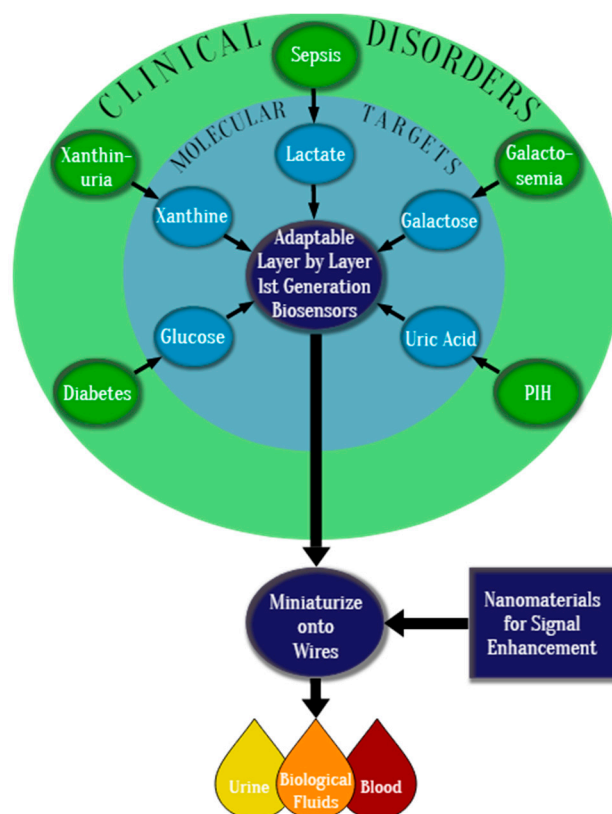 CLINICAL DISORDERS
Sepsis
MOLECULAR TARGETS
Xanthin-
uria
Lactate
Galacto-
semia
Xanthine
Galactose
Adaptable
Layer by Layer
1st Generation
Biosensors
Glucose
Uric Acid
Diabetes
PIH
Miniaturize
onto
Wires
Nanomaterials
for Signal
Enhancement
Urine
Biological
Fluids
Blood